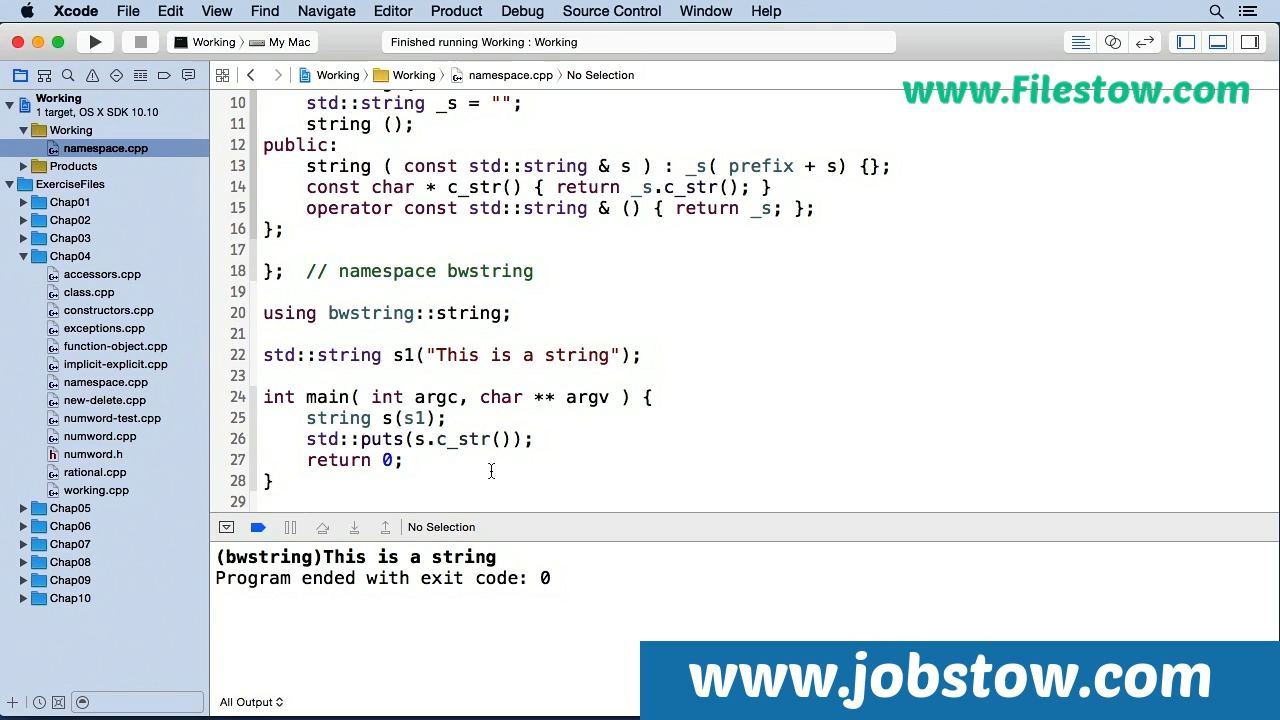 Xcode File Edit View Find Navigate Editor Product Debug Source Control Window Help
Working My Mac Finished running Working : Working
Working Working namespace.cpp No Selection
www.Filestow.com
Working
1 target, OS X SDK 10.10
Working
namespace.cpp
Products
ExerciseFiles
Chap01
Chap02
Chap03
Chap04
accessors.cpp
class.cpp
constructors.cpp
exceptions.cpp
function-object.cpp
implicit-explicit.cpp
namespace.cpp
new-delete.cpp
numword-test.cpp
numword.cpp
numword.h
rational.cpp
working.cpp
Chap05
Chap06
Chap07
Chap08
Chap09
Chap10
10 std::string _s = "";
11 string ();
12 public:
13 string ( const std::string & s ) : _s( prefix + s) {};
14 const char * c_str() { return _s.c_str(); }
15 operator const std::string & () { return _s; };
16 };
17
18 }; // namespace bwstring
19
20 using bwstring::string;
21
22 std::string s1("This is a string");
23
24 int main( int argc, char ** argv ) {
25 string s(s1);
26 std::puts(s.c_str());
27 return 0;
28 }
29
No Selection
(bwstring)This is a string
Program ended with exit code: 0
All Output
www.jobstow.com